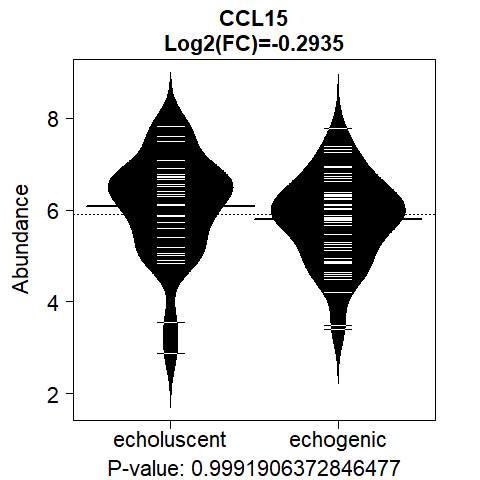 CCL15
Log2(FC)=-0.2935
Abundance
8
6
4
2
echoluscent echogenic
P-value: 0.9991906372846477